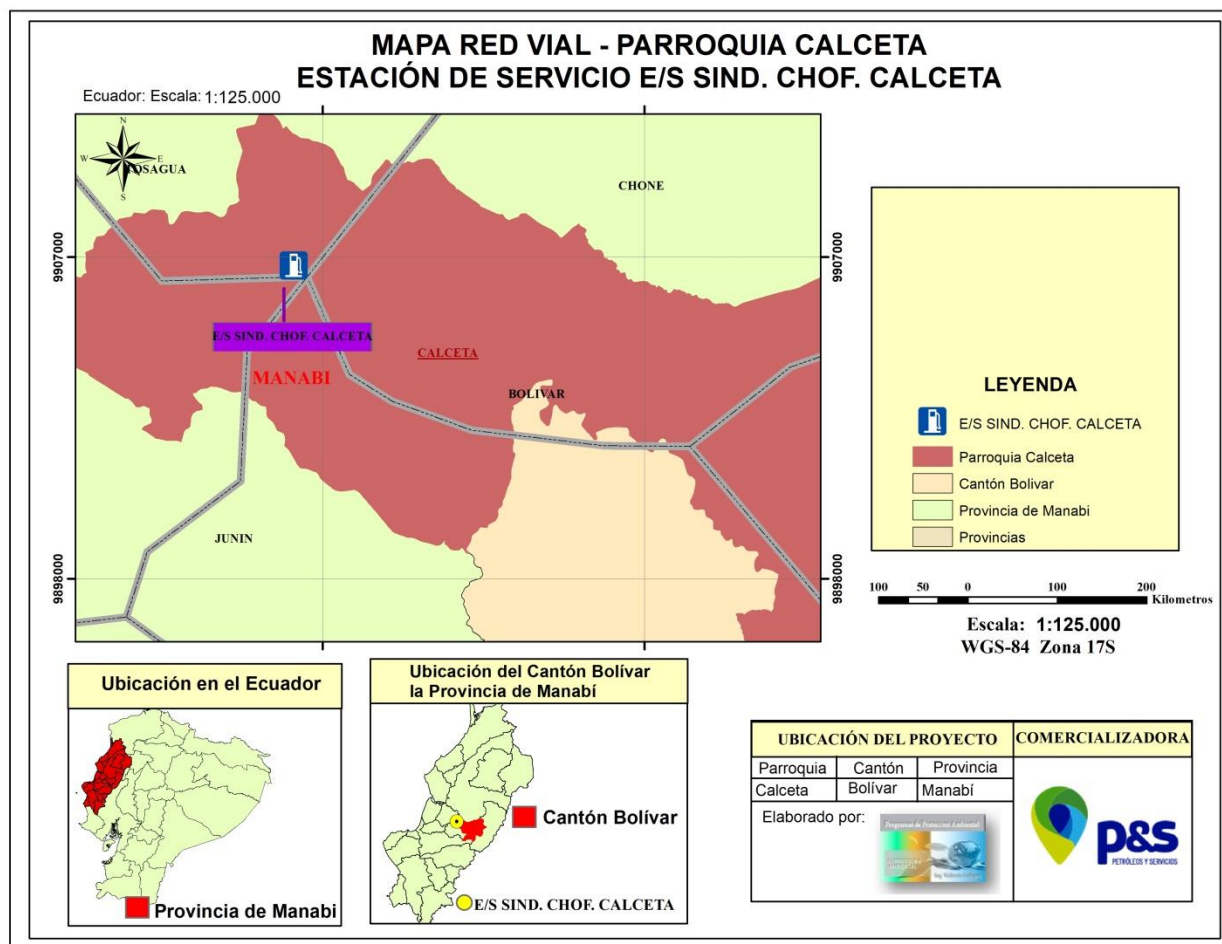 MAPA RED VIAL - PARROQUIA CALCETA
ESTACIÓN DE SERVICIO E/S SIND. CHOF. CALCETA
Ecuador: Escala: 1:125.000
N
W E
S
CHONE
9907000
9907000
E/S SIND. CHOF. CALCETA
CALCETA
MANABI
BOLIVAR
JUNIN
9898000
9898000
LEYENDA
E/S SIND. CHOF. CALCETA
Parroquia Calceta
Cantón Bolivar
Provincia de Manabi
Provincias
100 50 0 100 200
Kilometros
Escala: 1:125.000
WGS-84 Zona 17S
Ubicación en el Ecuador
Provincia de Manabi
Ubicación del Cantón Bolívar
la Provincia de Manabí
Cantón Bolívar
E/S SIND. CHOF. CALCETA
UBICACIÓN DEL PROYECTO
COMERCIALIZADORA
Parroquia Cantón Provincia
Calceta Bolívar Manabí
Elaborado por:
Programas de Protección Ambiental
P&S
PETRÓLEOS Y SERVICIOS